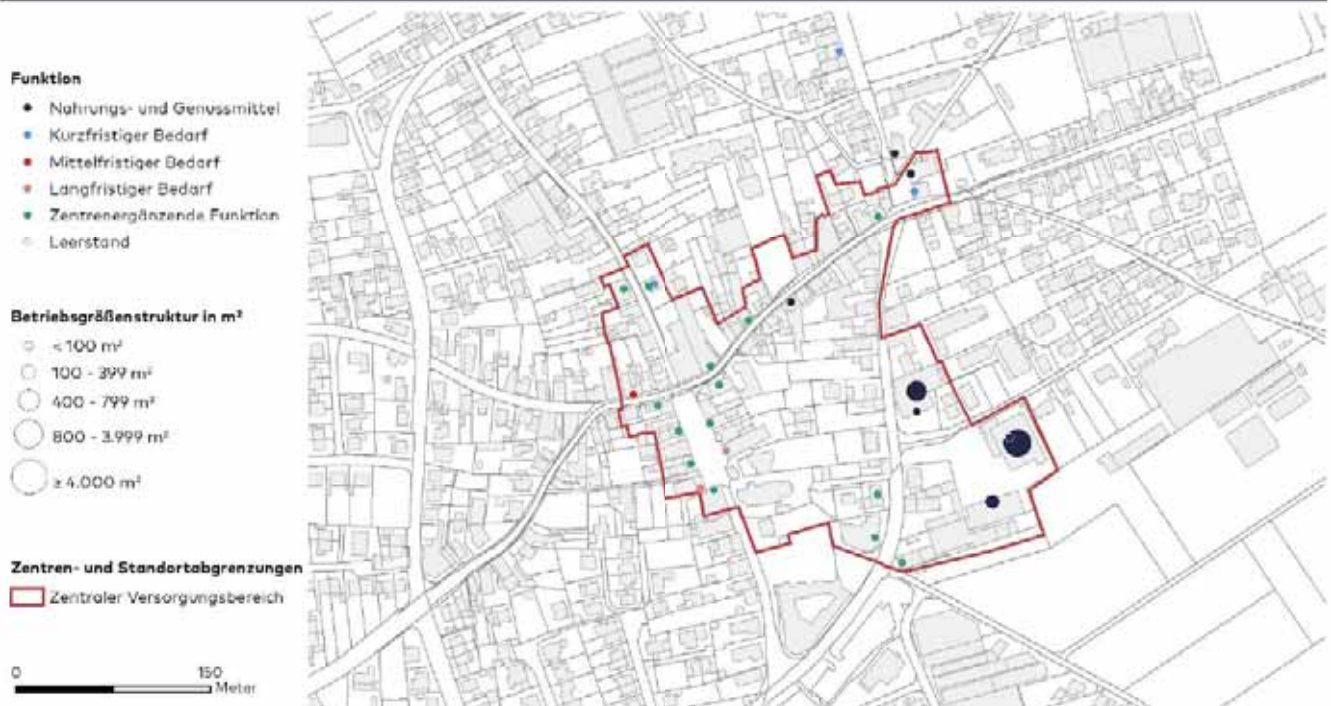 Funktion
Nahrungs- und Genussmittel
Kurzfristiger Bedarf
Mittelfristiger Bedarf
Langfristiger Bedarf
Zentrenergänzende Funktion
Leerstand
Betriebsgrößenstruktur in m²
< 100 m²
100 - 399 m²
400 - 799 m²
800 - 3.999 m²
≥ 4.000 m²
Zentren- und Standortabgrenzungen
Zentraler Versorgungsbereich
0 150
Meter